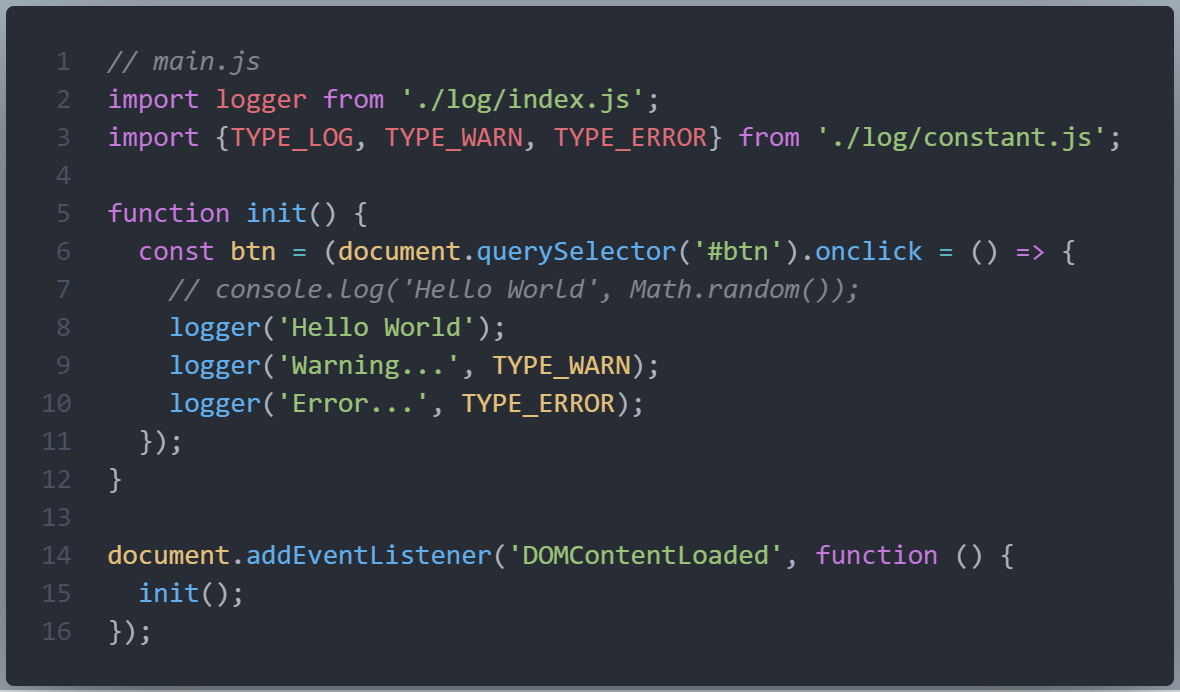 1 // main.js
2 import logger from './log/index.js';
3 import {TYPE_LOG, TYPE_WARN, TYPE_ERROR} from './log/constant.js';
4
5 function init() {
6   const btn = (document.querySelector('#btn').onclick = () => {
7     // console.log('Hello World', Math.random());
8     logger('Hello World');
9     logger('Warning...', TYPE_WARN);
10     logger('Error...', TYPE_ERROR);
11   });
12 }
13
14 document.addEventListener('DOMContentLoaded', function () {
15   init();
16 });